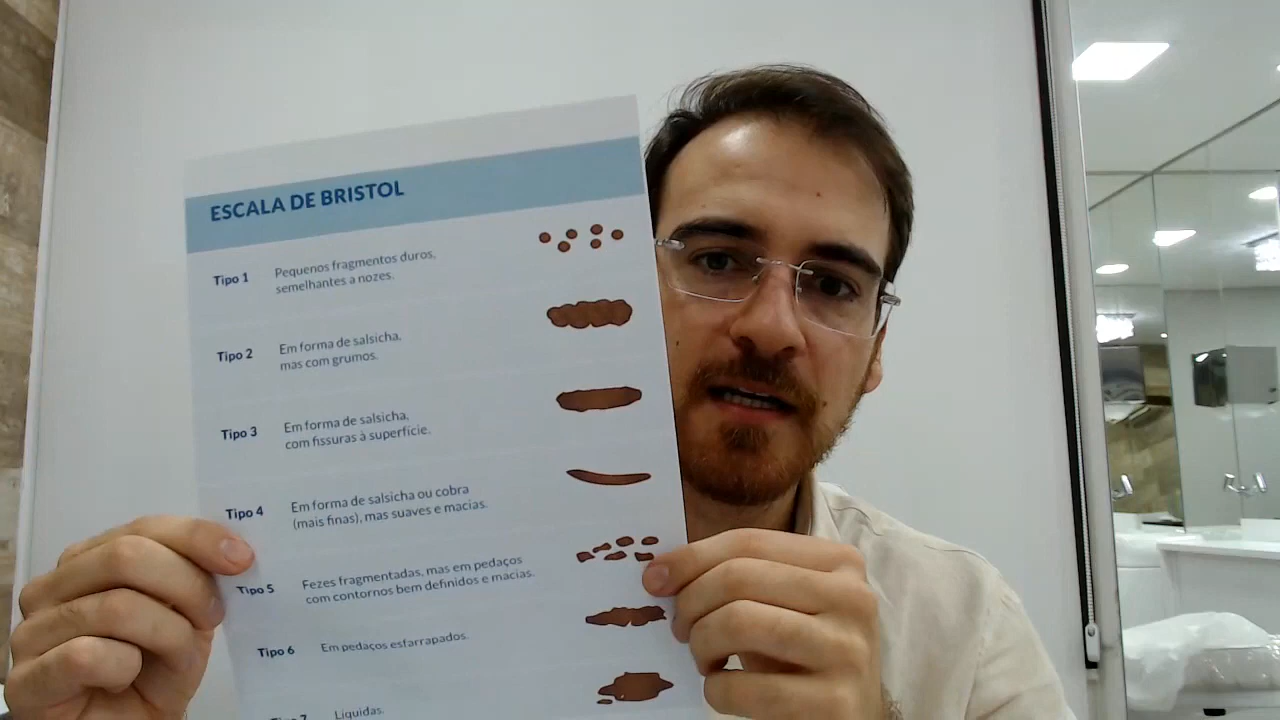 ESCALA DE BRISTOL
Tipo 1
Pequenos fragmentos duros,
semelhantes a nozes.
Tipo 2
Em forma de salsicha,
mas com grumos.
Tipo 3
Em forma de salsicha,
com fissuras à superfície.
Tipo 4
Em forma de salsicha ou cobra
(mais finas), mas suaves e macias.
Tipo 5
Fezes fragmentadas, mas em pedaços
com contornos bem definidos e macias.
Tipo 6
Em pedaços esfarrapados.
Tipo 7
Líquidas.